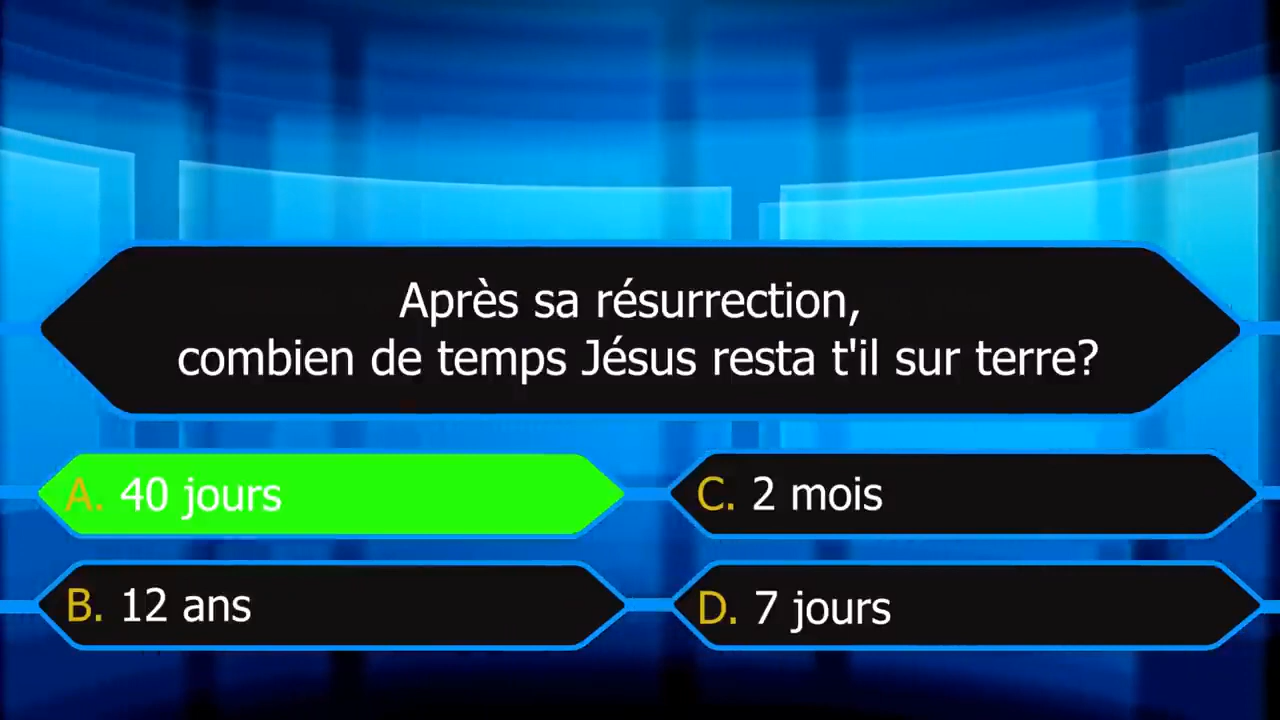 Après sa résurrection,
combien de temps Jésus resta t'il sur terre?
A. 40 jours
C. 2 mois
B. 12 ans
D. 7 jours